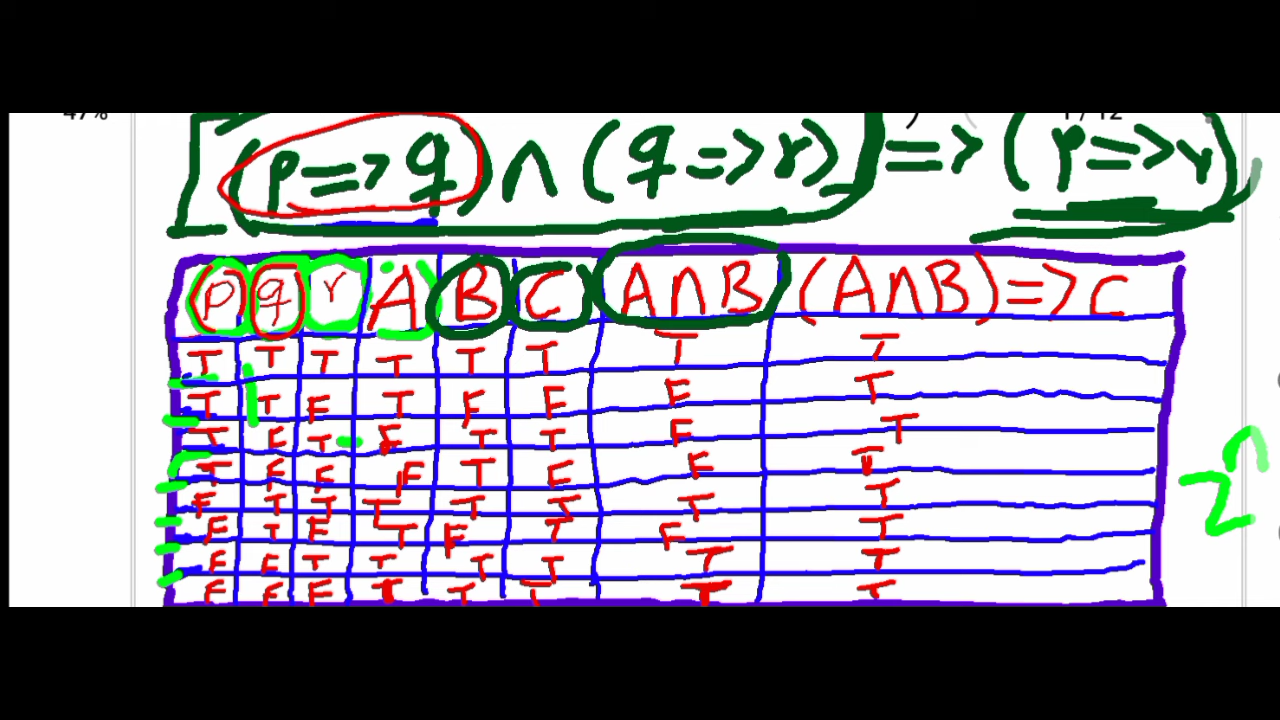 [(p=>q)∩(q=>r)]=>(p=>r)
p q r A B C A∩B (A∩B)=>C
T T T T T T T T
T T F T F F F T
T F T F T T F T
T F F F T F F T
F T T T T T T T
F T F T F T F T
F F T T T T T T
F F F T T T T T
2